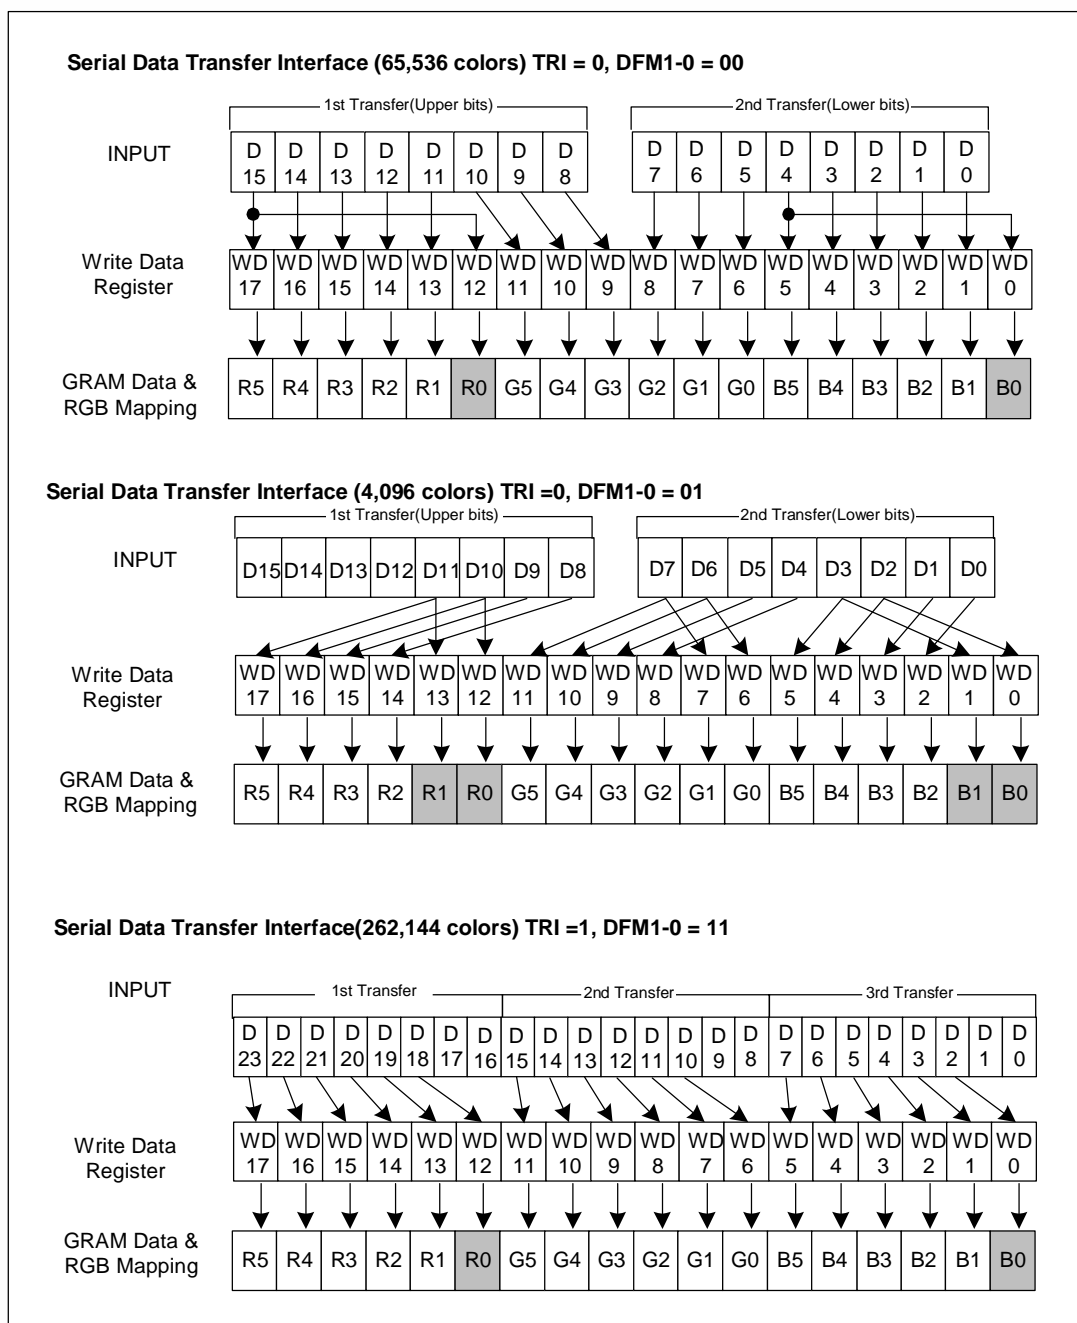 Serial Data Transfer Interface (65,536 colors) TRI = 0, DFM1-0 = 00
1st Transfer(Upper bits) 2nd Transfer(Lower bits)
INPUT D 15 D 14 D 13 D 12 D 11 D 10 D 9 D 8 D 7 D 6 D 5 D 4 D 3 D 2 D 1 D 0
Write Data Register WD 17 WD 16 WD 15 WD 14 WD 13 WD 12 WD 11 WD 10 WD 9 WD 8 WD 7 WD 6 WD 5 WD 4 WD 3 WD 2 WD 1 WD 0
GRAM Data & RGB Mapping R5 R4 R3 R2 R1 R0 G5 G4 G3 G2 G1 G0 B5 B4 B3 B2 B1 B0
Serial Data Transfer Interface (4,096 colors) TRI =0, DFM1-0 = 01
1st Transfer(Upper bits) 2nd Transfer(Lower bits)
INPUT D15 D14 D13 D12 D11 D10 D9 D8 D7 D6 D5 D4 D3 D2 D1 D0
Write Data Register WD 17 WD 16 WD 15 WD 14 WD 13 WD 12 WD 11 WD 10 WD 9 WD 8 WD 7 WD 6 WD 5 WD 4 WD 3 WD 2 WD 1 WD 0
GRAM Data & RGB Mapping R5 R4 R3 R2 R1 R0 G5 G4 G3 G2 G1 G0 B5 B4 B3 B2 B1 B0
Serial Data Transfer Interface(262,144 colors) TRI =1, DFM1-0 = 11
INPUT 1st Transfer 2nd Transfer 3rd Transfer
D 23 D 22 D 21 D 20 D 19 D 18 D 17 D 16 D 15 D 14 D 13 D 12 D 11 D 10 D 9 D 8 D 7 D 6 D 5 D 4 D 3 D 2 D 1 D 0
Write Data Register WD 17 WD 16 WD 15 WD 14 WD 13 WD 12 WD 11 WD 10 WD 9 WD 8 WD 7 WD 6 WD 5 WD 4 WD 3 WD 2 WD 1 WD 0
GRAM Data & RGB Mapping R5 R4 R3 R2 R1 R0 G5 G4 G3 G2 G1 G0 B5 B4 B3 B2 B1 B0